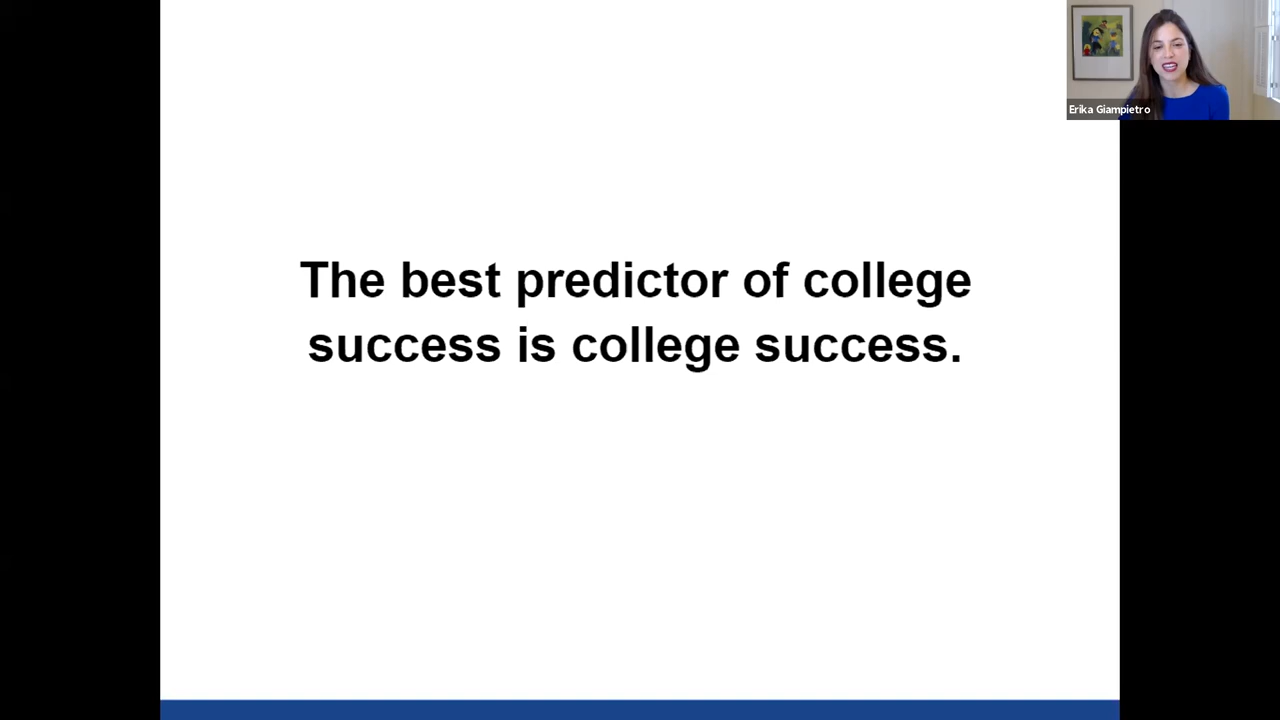 Erika Giampietro
The best predictor of college
success is college success.